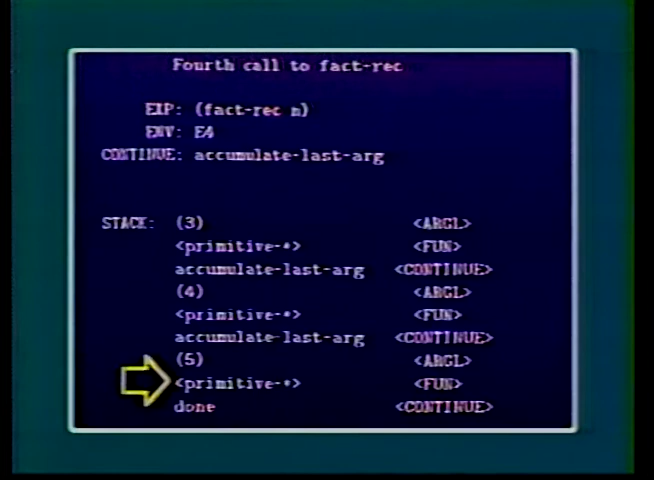 Fourth call to fact-rec
EXP: (fact-rec n)
ENV: E4
CONTINUE: accumulate-last-arg
STACK: (3) <ARGL>
<primitive-*> <FUN>
accumulate-last-arg <CONTINUE>
(4) <ARGL>
<primitive-*> <FUN>
accumulate-last-arg <CONTINUE>
(5) <ARGL>
<primitive-*> <FUN>
done <CONTINUE>